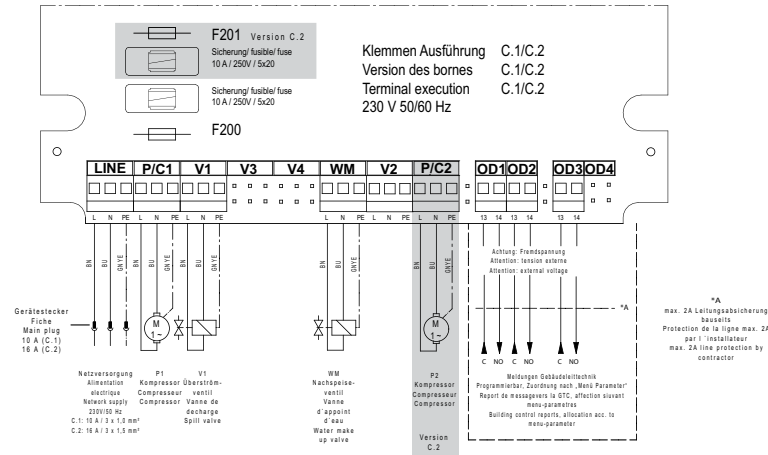 F201 Version C.2
Sicherung/ fusible/ fuse
10 A / 250V / 5x20
Sicherung/ fusible/ fuse
10 A / 250V / 5x20
F200
Klemmen Ausführung C.1/C.2
Version des bornes C.1/C.2
Terminal execution C.1/C.2
230 V 50/60 Hz
LINE P/C1 V1 V3 V4 WM V2 P/C2 OD1 OD2 OD3 OD4
L N PE L N PE L N PE L N PE L N PE L N PE 13 14 13 14 13 14
BN BU GNYE BN BU GNYE BN BU GNYE BN BU GNYE BN BU GNYE
Achtung: Fremdspannung
Attention: tension externe
Attention: external voltage
*A
Gerätestecker
Fiche
Main plug
10 A (C.1)
16 A (C.2)
M
1 ~
M
1 ~
C NO C NO C NO
*A
max. 2A Leitungsabsicherung
bauseits
Protection de la ligne max. 2A
par l ´installateur
max. 2A line protection by
contractor
Netzversorgung
Alimentation
electrique
Network supply
230V/50 Hz
C.1: 10 A / 3 x 1,0 mm²
C.2: 16 A / 3 x 1,5 mm²
P1
Kompressor
Compresseur
Compressor
V1
Überström-
ventil
Vanne de
decharge
Spill valve
WM
Nachspeise-
ventil
Vanne
d´appoint
d´eau
Water make
up valve
P2
Kompressor
Compresseur
Compressor
Version
C.2
Meldungen Gebäudeleittechnik
Programmierbar, Zuordnung nach „Menü Parameter“
Report de messagevers la GTC, affection siuvant
menu-parametres
Building control reports, allocation acc. to
menu-parameter